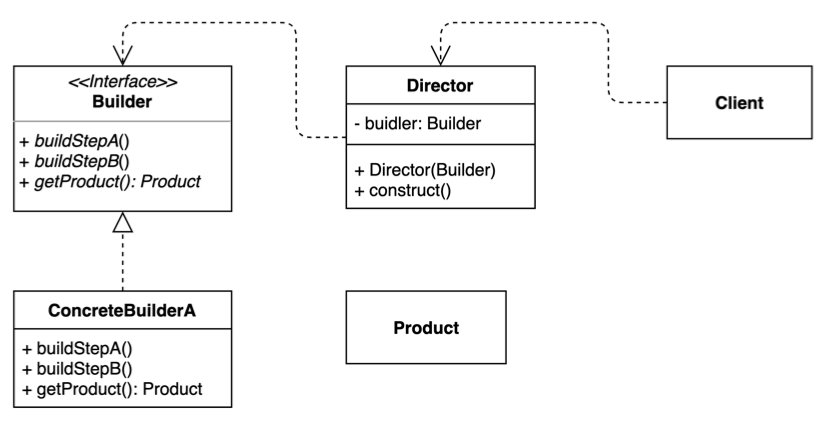 <<Interface>>
Builder
+ buildStepA()
+ buildStepB()
+ getProduct(): Product
Director
- buidler: Builder
+ Director(Builder)
+ construct()
Client
ConcreteBuilderA
+ buildStepA()
+ buildStepB()
+ getProduct(): Product
Product